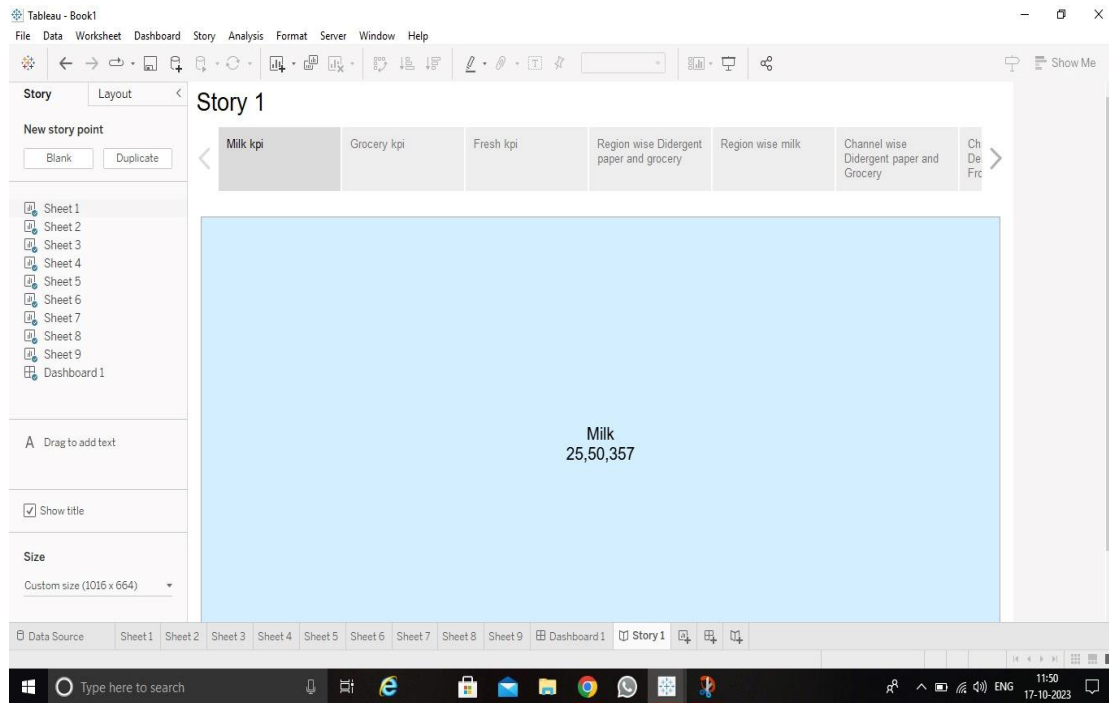 Tableau - Book1
File Data Worksheet Dashboard Story Analysis Format Server Window Help
Show Me
Story Layout
Story 1
New story point
Blank Duplicate
Milk kpi
Grocery kpi
Fresh kpi
Region wise Didergent
paper and grocery
Region wise milk
Channel wise
Didergent paper and
Grocery
Ch
De
Fro
Sheet 1
Sheet 2
Sheet 3
Sheet 4
Sheet 5
Sheet 6
Sheet 7
Sheet 8
Sheet 9
Dashboard 1
A Drag to add text
Show title
Size
Custom size (1016 x 664)
Milk
25,50,357
Data Source Sheet 1 Sheet 2 Sheet 3 Sheet 4 Sheet 5 Sheet 6 Sheet 7 Sheet 8 Sheet 9 Dashboard 1 Story 1
Type here to search
ENG
11:50
17-10-2023